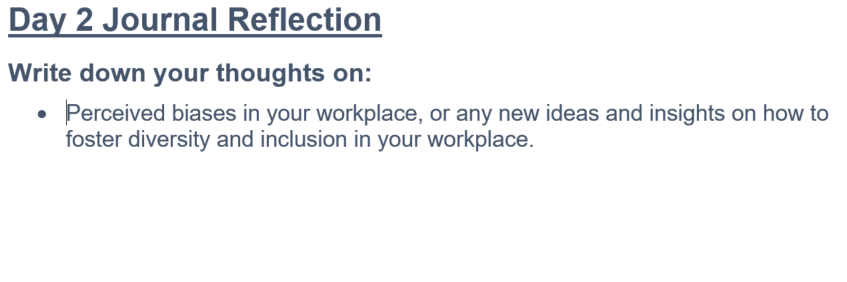 Day 2 Journal Reflection
Write down your thoughts on:
• Perceived biases in your workplace, or any new ideas and insights on how to
foster diversity and inclusion in your workplace.